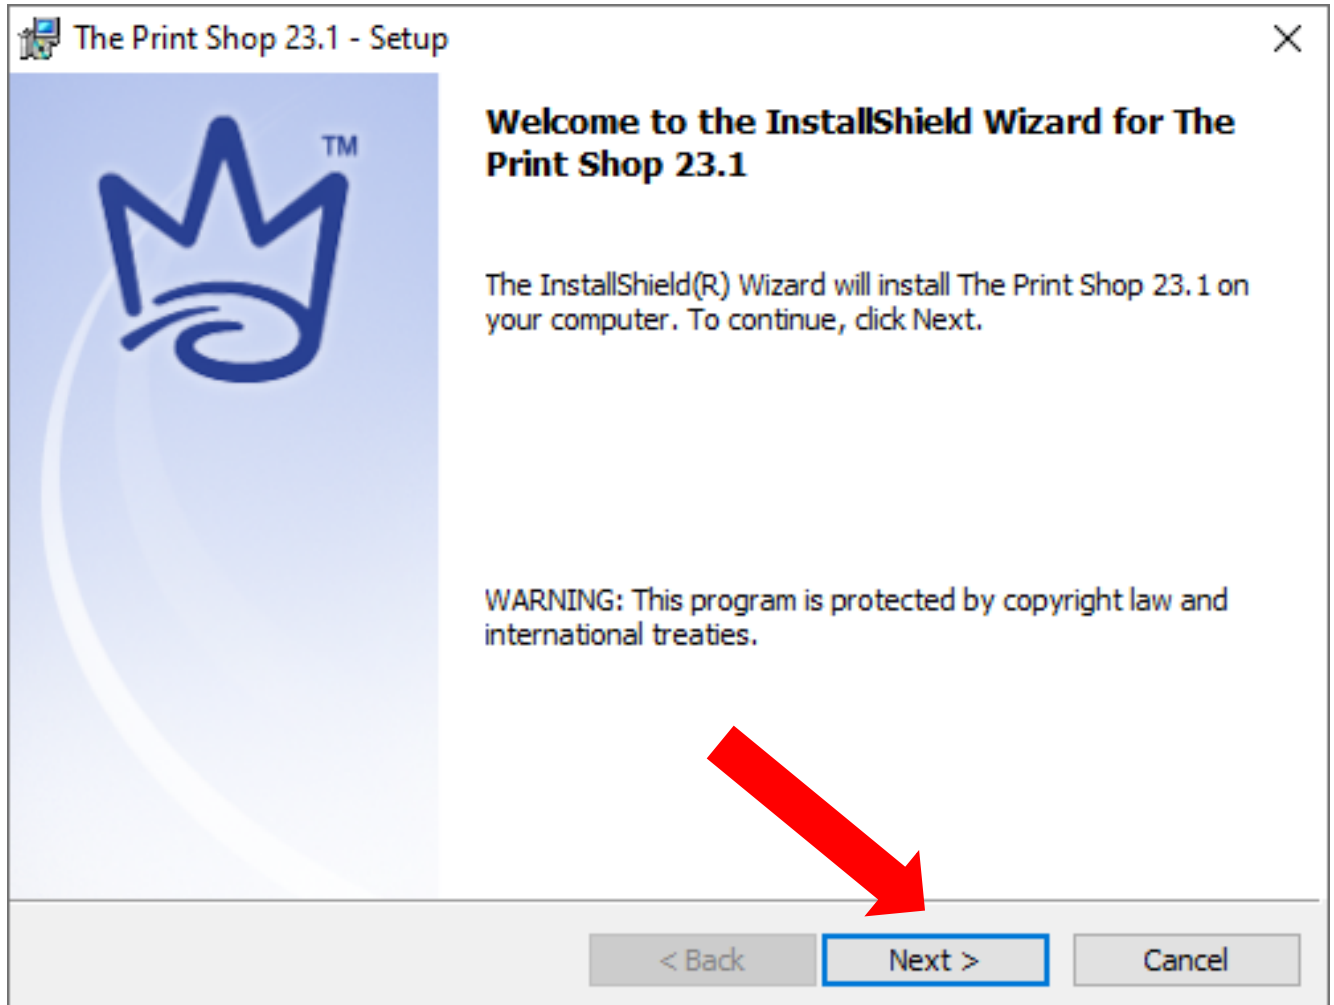 The Print Shop 23.1 - Setup
TM
Welcome to the InstallShield Wizard for The
Print Shop 23.1
The InstallShield(R) Wizard will install The Print Shop 23.1 on
your computer. To continue, click Next.
WARNING: This program is protected by copyright law and
international treaties.
< Back Next > Cancel